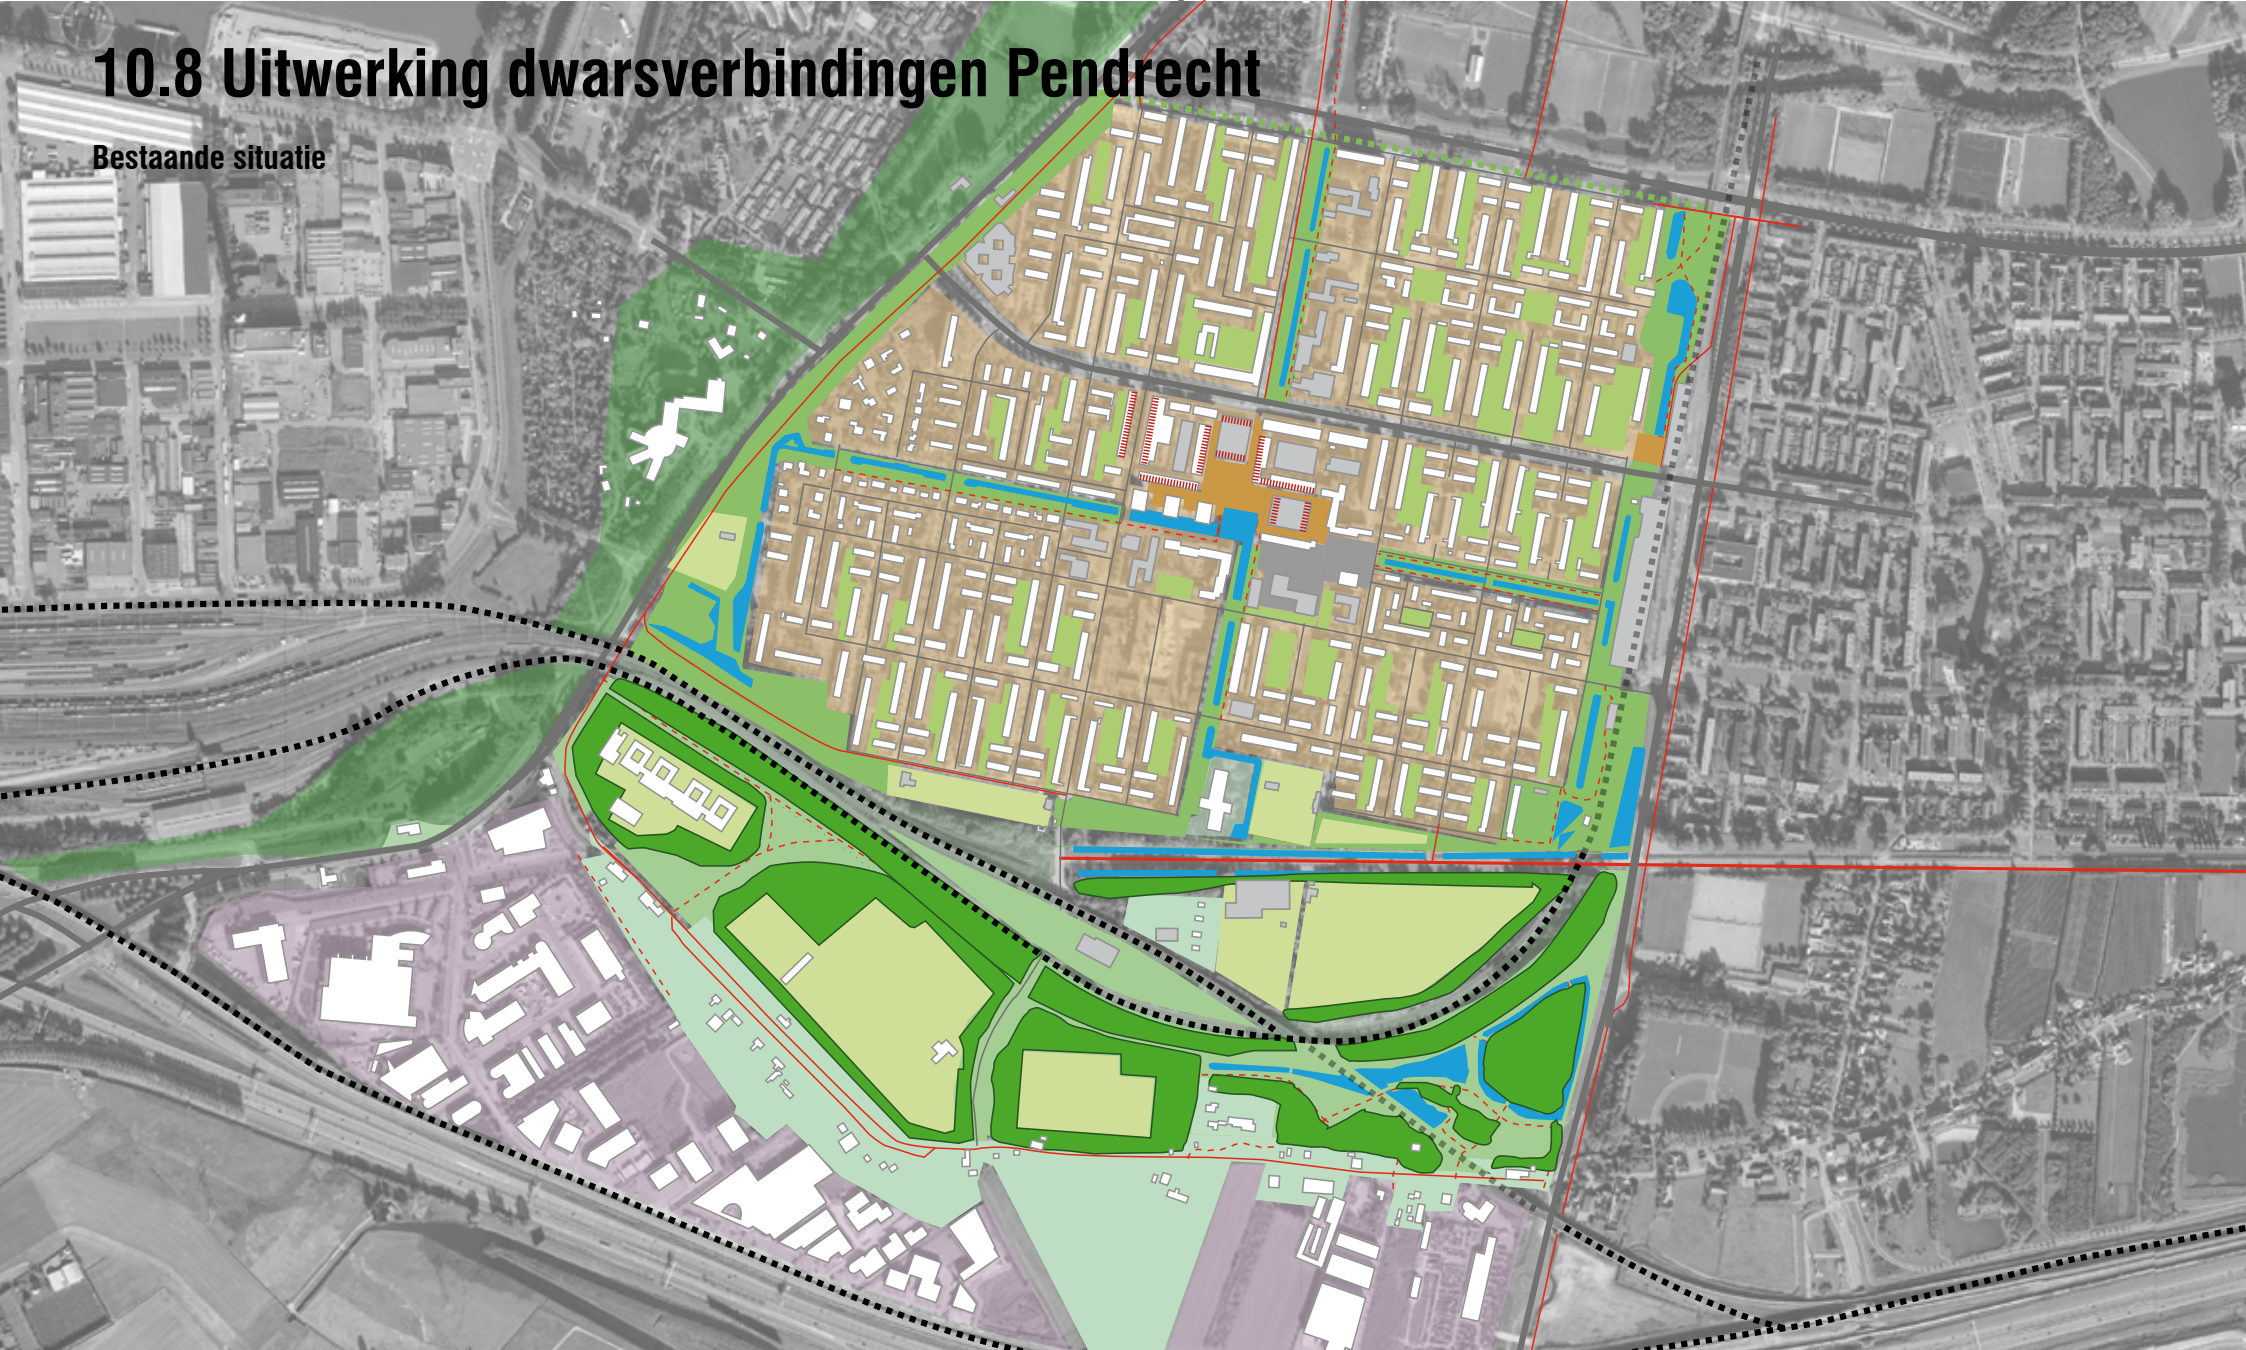 10.8 Uitwerking dwarsverbindingen Pendrecht
Bestaande situatie